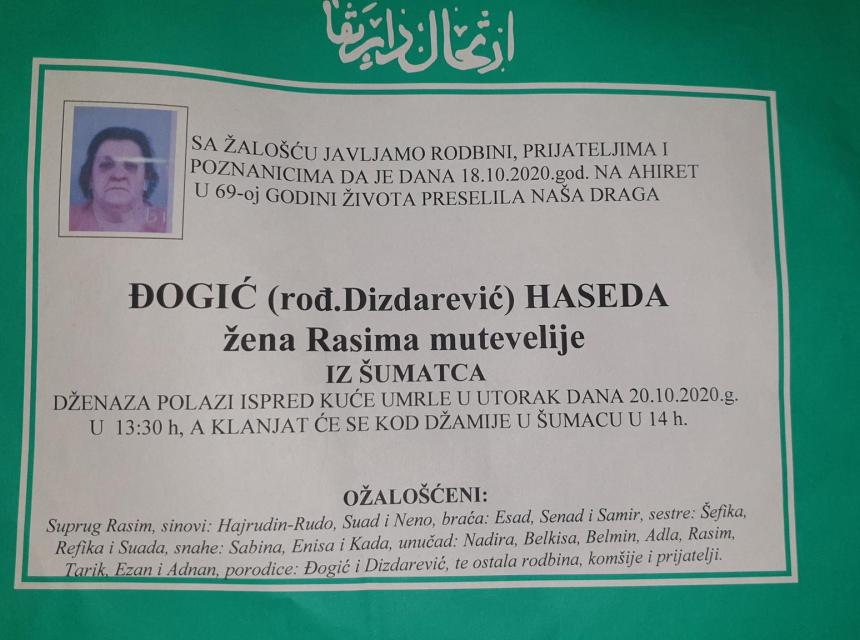 ارتحال دار بقا
SA ŽALOŠĆU JAVLJAMO RODBINI, PRIJATELJIMA I
POZNANICIMA DA JE DANA 18.10.2020.god. NA AHIRET
U 69-oj GODINI ŽIVOTA PRESELILA NAŠA DRAGA
ĐOGIĆ (rođ.Dizdarević) HASEDA
žena Rasima mutevelije
IZ ŠUMATCA
DŽENAZA POLAZI ISPRED KUĆE UMRLE U UTORAK DANA 20.10.2020.g.
U 13:30 h, A KLANJAT ĆE SE KOD DŽAMIJE U ŠUMACU U 14 h.
OŽALOŠĆENI:
Suprug Rasim, sinovi: Hajrudin-Rudo, Suad i Neno, braća: Esad, Senad i Samir, sestre: Šefika,
Refika i Suada, snahe: Sabina, Enisa i Kada, unučad: Nadira, Belkisa, Belmin, Adla, Rasim,
Tarik, Ezan i Adnan, porodice: Đogić i Dizdarević, te ostala rodbina, komšije i prijatelji.